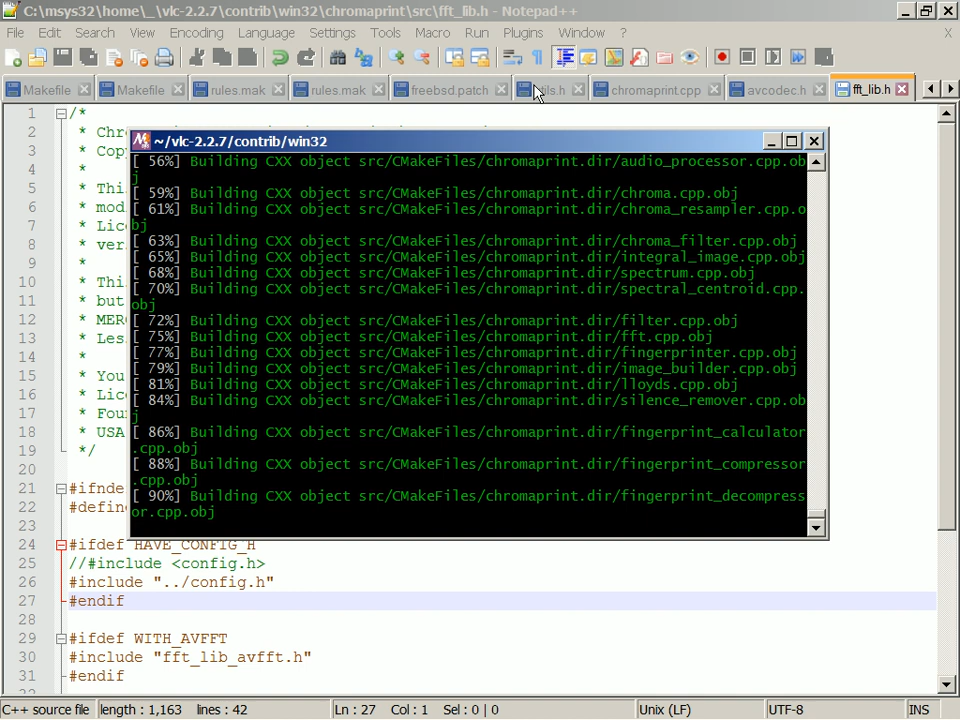 C:\msys32\home\_\vlc-2.2.7\contrib\win32\chromaprint\src\fft_lib.h - Notepad++
File Edit Search View Encoding Language Settings Tools Macro Run Plugins Window ? X
Makefile Makefile rules.mak rules.mak freebsd.patch chromaprint.cpp avcodec.h fft_lib.h
1 /*
2 * Chr
3 * Cop
4 *
5 * Thi
6 * mod
7 * Lic
8 * ver
9 *
10 * Thi
11 * but
12 * MER
13 * Les
14 *
15 * You
16 * Lic
17 * Fou
18 * USA
19 */
20
21 #ifnde
22 #define
23
24 #ifdef HAVE_CONFIG_H
25 //#include <config.h>
26 #include "../config.h"
27 #endif
28
29 #ifdef WITH_AVFFT
30 #include "fft_lib_avfft.h"
31 #endif
~/vlc-2.2.7/contrib/win32
[ 56%] Building CXX object src/CMakeFiles/chromaprint.dir/audio_processor.cpp.ob
j
[ 59%] Building CXX object src/CMakeFiles/chromaprint.dir/chroma.cpp.obj
[ 61%] Building CXX object src/CMakeFiles/chromaprint.dir/chroma_resampler.cpp.o
bj
[ 63%] Building CXX object src/CMakeFiles/chromaprint.dir/chroma_filter.cpp.obj
[ 65%] Building CXX object src/CMakeFiles/chromaprint.dir/integral_image.cpp.obj
[ 68%] Building CXX object src/CMakeFiles/chromaprint.dir/spectrum.cpp.obj
[ 70%] Building CXX object src/CMakeFiles/chromaprint.dir/spectral_centroid.cpp.
obj
[ 72%] Building CXX object src/CMakeFiles/chromaprint.dir/filter.cpp.obj
[ 75%] Building CXX object src/CMakeFiles/chromaprint.dir/fft.cpp.obj
[ 77%] Building CXX object src/CMakeFiles/chromaprint.dir/fingerprinter.cpp.obj
[ 79%] Building CXX object src/CMakeFiles/chromaprint.dir/image_builder.cpp.obj
[ 81%] Building CXX object src/CMakeFiles/chromaprint.dir/lloyds.cpp.obj
[ 84%] Building CXX object src/CMakeFiles/chromaprint.dir/silence_remover.cpp.ob
j
[ 86%] Building CXX object src/CMakeFiles/chromaprint.dir/fingerprint_calculator
.cpp.obj
[ 88%] Building CXX object src/CMakeFiles/chromaprint.dir/fingerprint_compressor
.cpp.obj
[ 90%] Building CXX object src/CMakeFiles/chromaprint.dir/fingerprint_decompress
or.cpp.obj
C++ source file length : 1,163 lines : 42 Ln : 27 Col : 1 Sel : 0 | 0 Unix (LF) UTF-8 INS